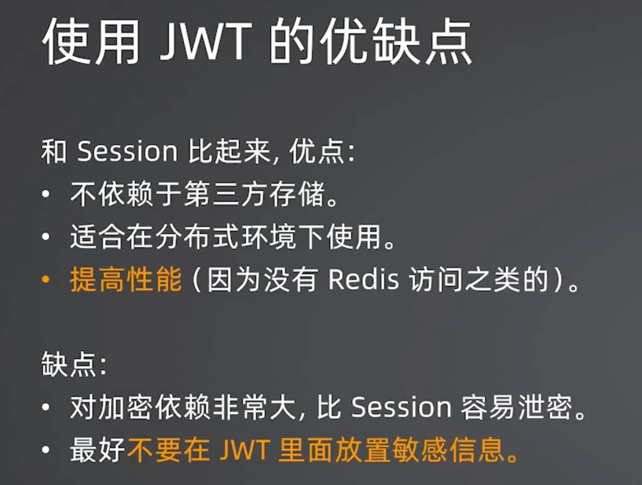 使用 JWT 的优缺点
和 Session 比起来, 优点:
• 不依赖于第三方存储。
• 适合在分布式环境下使用。
• 提高性能 (因为没有 Redis 访问之类的)。
缺点:
• 对加密依赖非常大, 比 Session 容易泄密。
• 最好不要在 JWT 里面放置敏感信息。